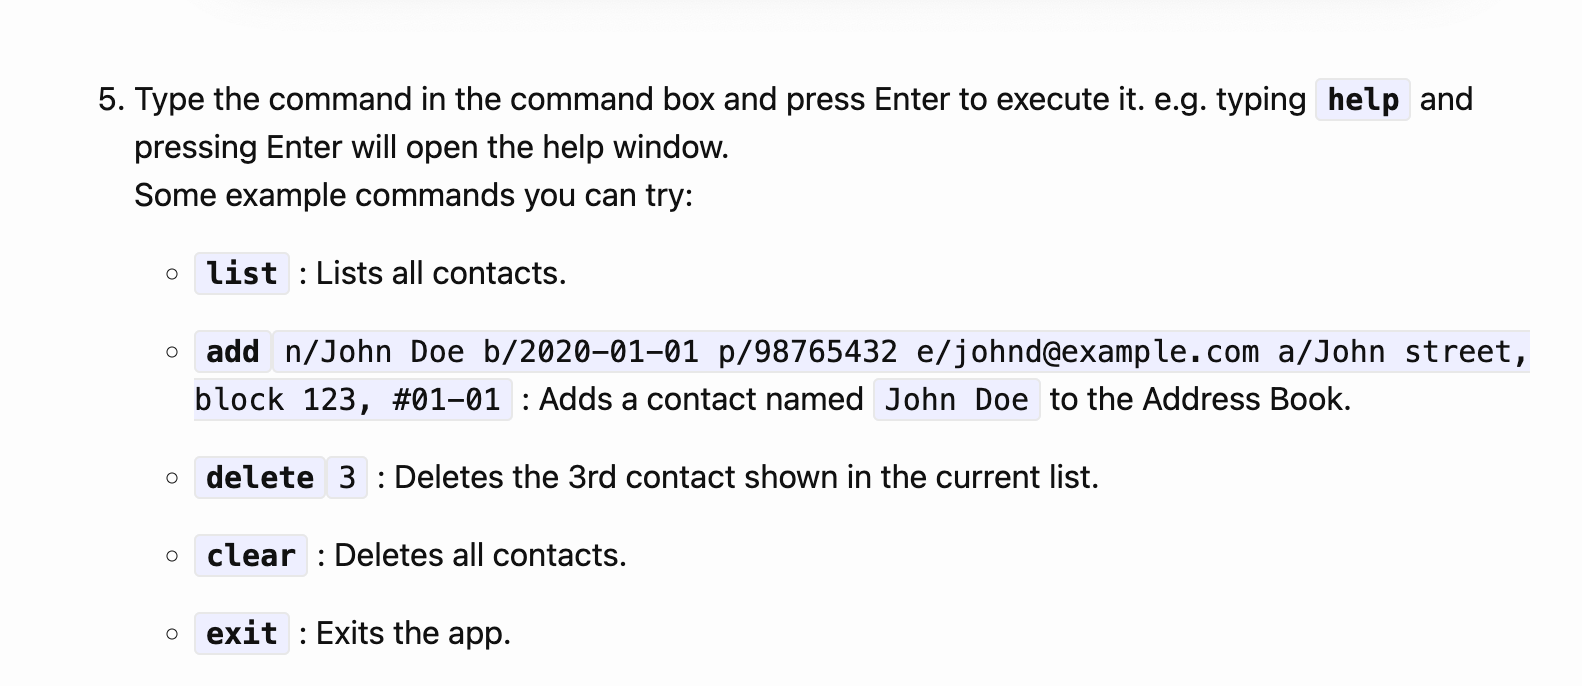 5. Type the command in the command box and press Enter to execute it. e.g. typing help and
pressing Enter will open the help window.
Some example commands you can try:
○ list : Lists all contacts.
○ add n/John Doe b/2020-01-01 p/98765432 e/johnd@example.com a/John street,
block 123, #01-01 : Adds a contact named John Doe to the Address Book.
○ delete 3 : Deletes the 3rd contact shown in the current list.
○ clear : Deletes all contacts.
○ exit : Exits the app.